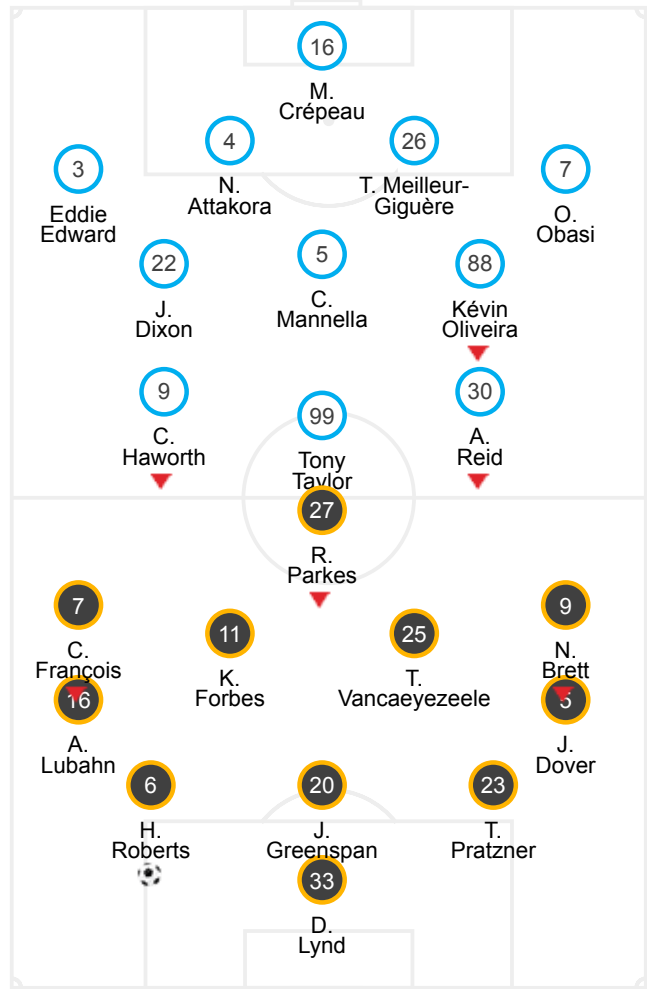 16
M.
Crépeau
4
26
N.
Attakora
T. Meilleur-
Giguère
3
7
Eddie
Edward
O.
Obasi
22
5
88
J.
Dixon
C.
Mannella
Kévin
Oliveira
9
99
30
C.
Haworth
Tony
Taylor
A.
Reid
27
R.
Parkes
7
11
25
9
C.
François
K.
Forbes
T.
Vancaeyezeele
N.
Brett
16
5
A.
Lubahn
J.
Dover
6
20
23
H.
Roberts
J.
Greenspan
T.
Pratzner
33
D.
Lynd